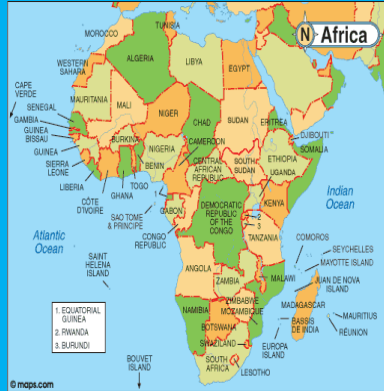 N Africa
TUNISIA
MOROCCO
ALGERIA
LIBYA
EGYPT
WESTERN
SAHARA
CAPE
VERDE
MAURITANIA
MALI
NIGER
CHAD
SUDAN
ERITREA
SENEGAL
GAMBIA
GUINEA
BISSAU
GUINEA
SIERRA
LEONE
LIBERIA
CÔTE
D'IVOIRE
GHANA
TOGO
BENIN
BURKINA
NIGERIA
CAMEROON
CENTRAL
AFRICAN
REPUBLIC
SOUTH
SUDAN
DJIBOUTI
SOMALIA
ETHIOPIA
UGANDA
KENYA
SAO TOME
& PRINCIPE
1
GABON
CONGO
REPUBLIC
DEMOCRATIC
REPUBLIC
OF THE
CONGO
2
3
TANZANIA
Indian
Ocean
Atlantic
Ocean
SAINT
HELENA
ISLAND
COMOROS
SEYCHELLES
MAYOTTE ISLAND
JUAN DE NOVA
ISLAND
ANGOLA
ZAMBIA
MALAWI
MADAGASCAR
MAURITIUS
RÉUNION
BASSIS
DE INDIA
EUROPA
ISLAND
ZIMBABWE
MOZAMBIQUE
NAMIBIA
BOTSWANA
SWAZILAND
SOUTH
AFRICA
LESOTHO
1. EQUATORIAL
GUINEA
2. RWANDA
3. BURUNDI
BOUVET
ISLAND
© maps.com